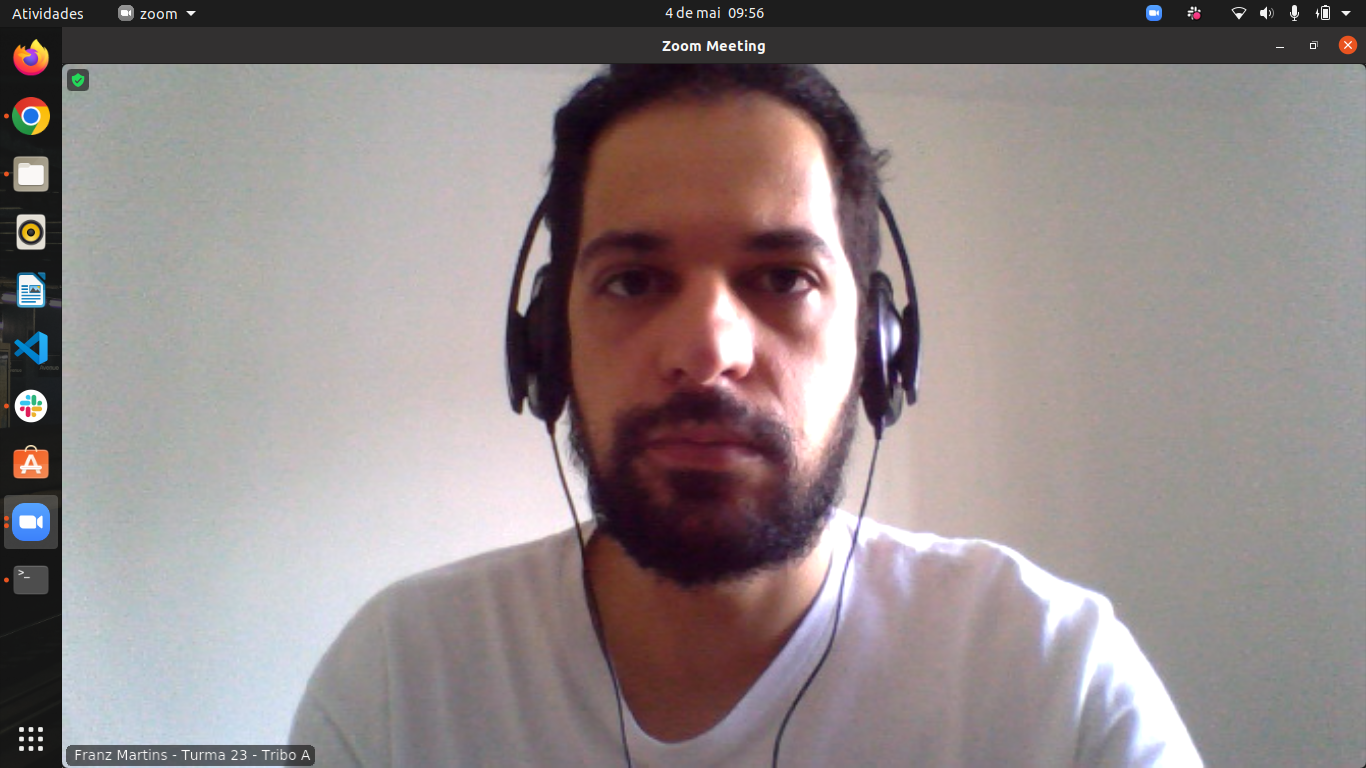 Atividades
zoom
4 de mai 09:56
Zoom Meeting
Franz Martins - Turma 23 - Tribo A